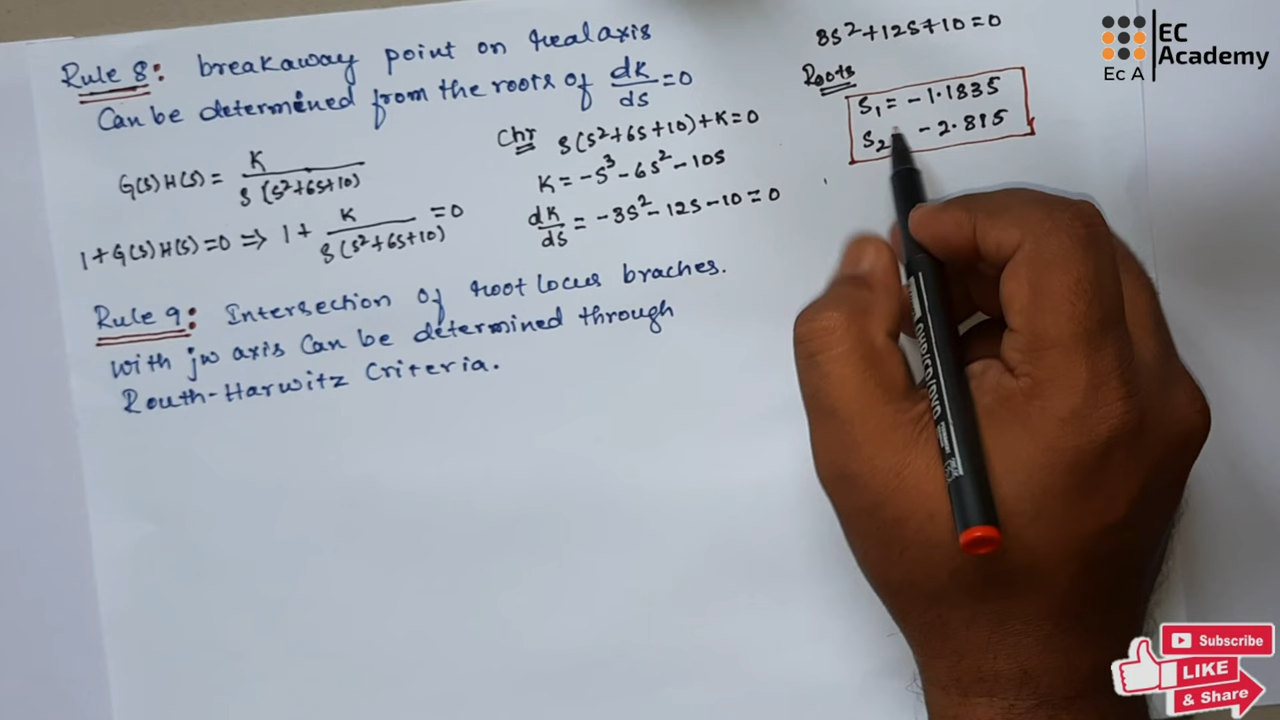 Rule 8: breakaway point on real axis
Can be determined from the roots of dk/ds = 0
G(s)H(s) = K / s(s²+6s+10)
1+G(s)H(s)=0 ⇒ 1 + K / s(s²+6s+10) = 0
Chr s(s²+6s+10)+K=0
K = -s³-6s²-10s
dK/ds = -3s²-12s-10=0
3s²+12s+10=0
Roots
s₁ = -1.1835
s₂ -2.815
Rule 9: Intersection of root locus braches.
with jw axis Can be determined through
Routh-Harwitz Criteria.
EC
Academy
Ec A
Subscribe
LIKE
& Share